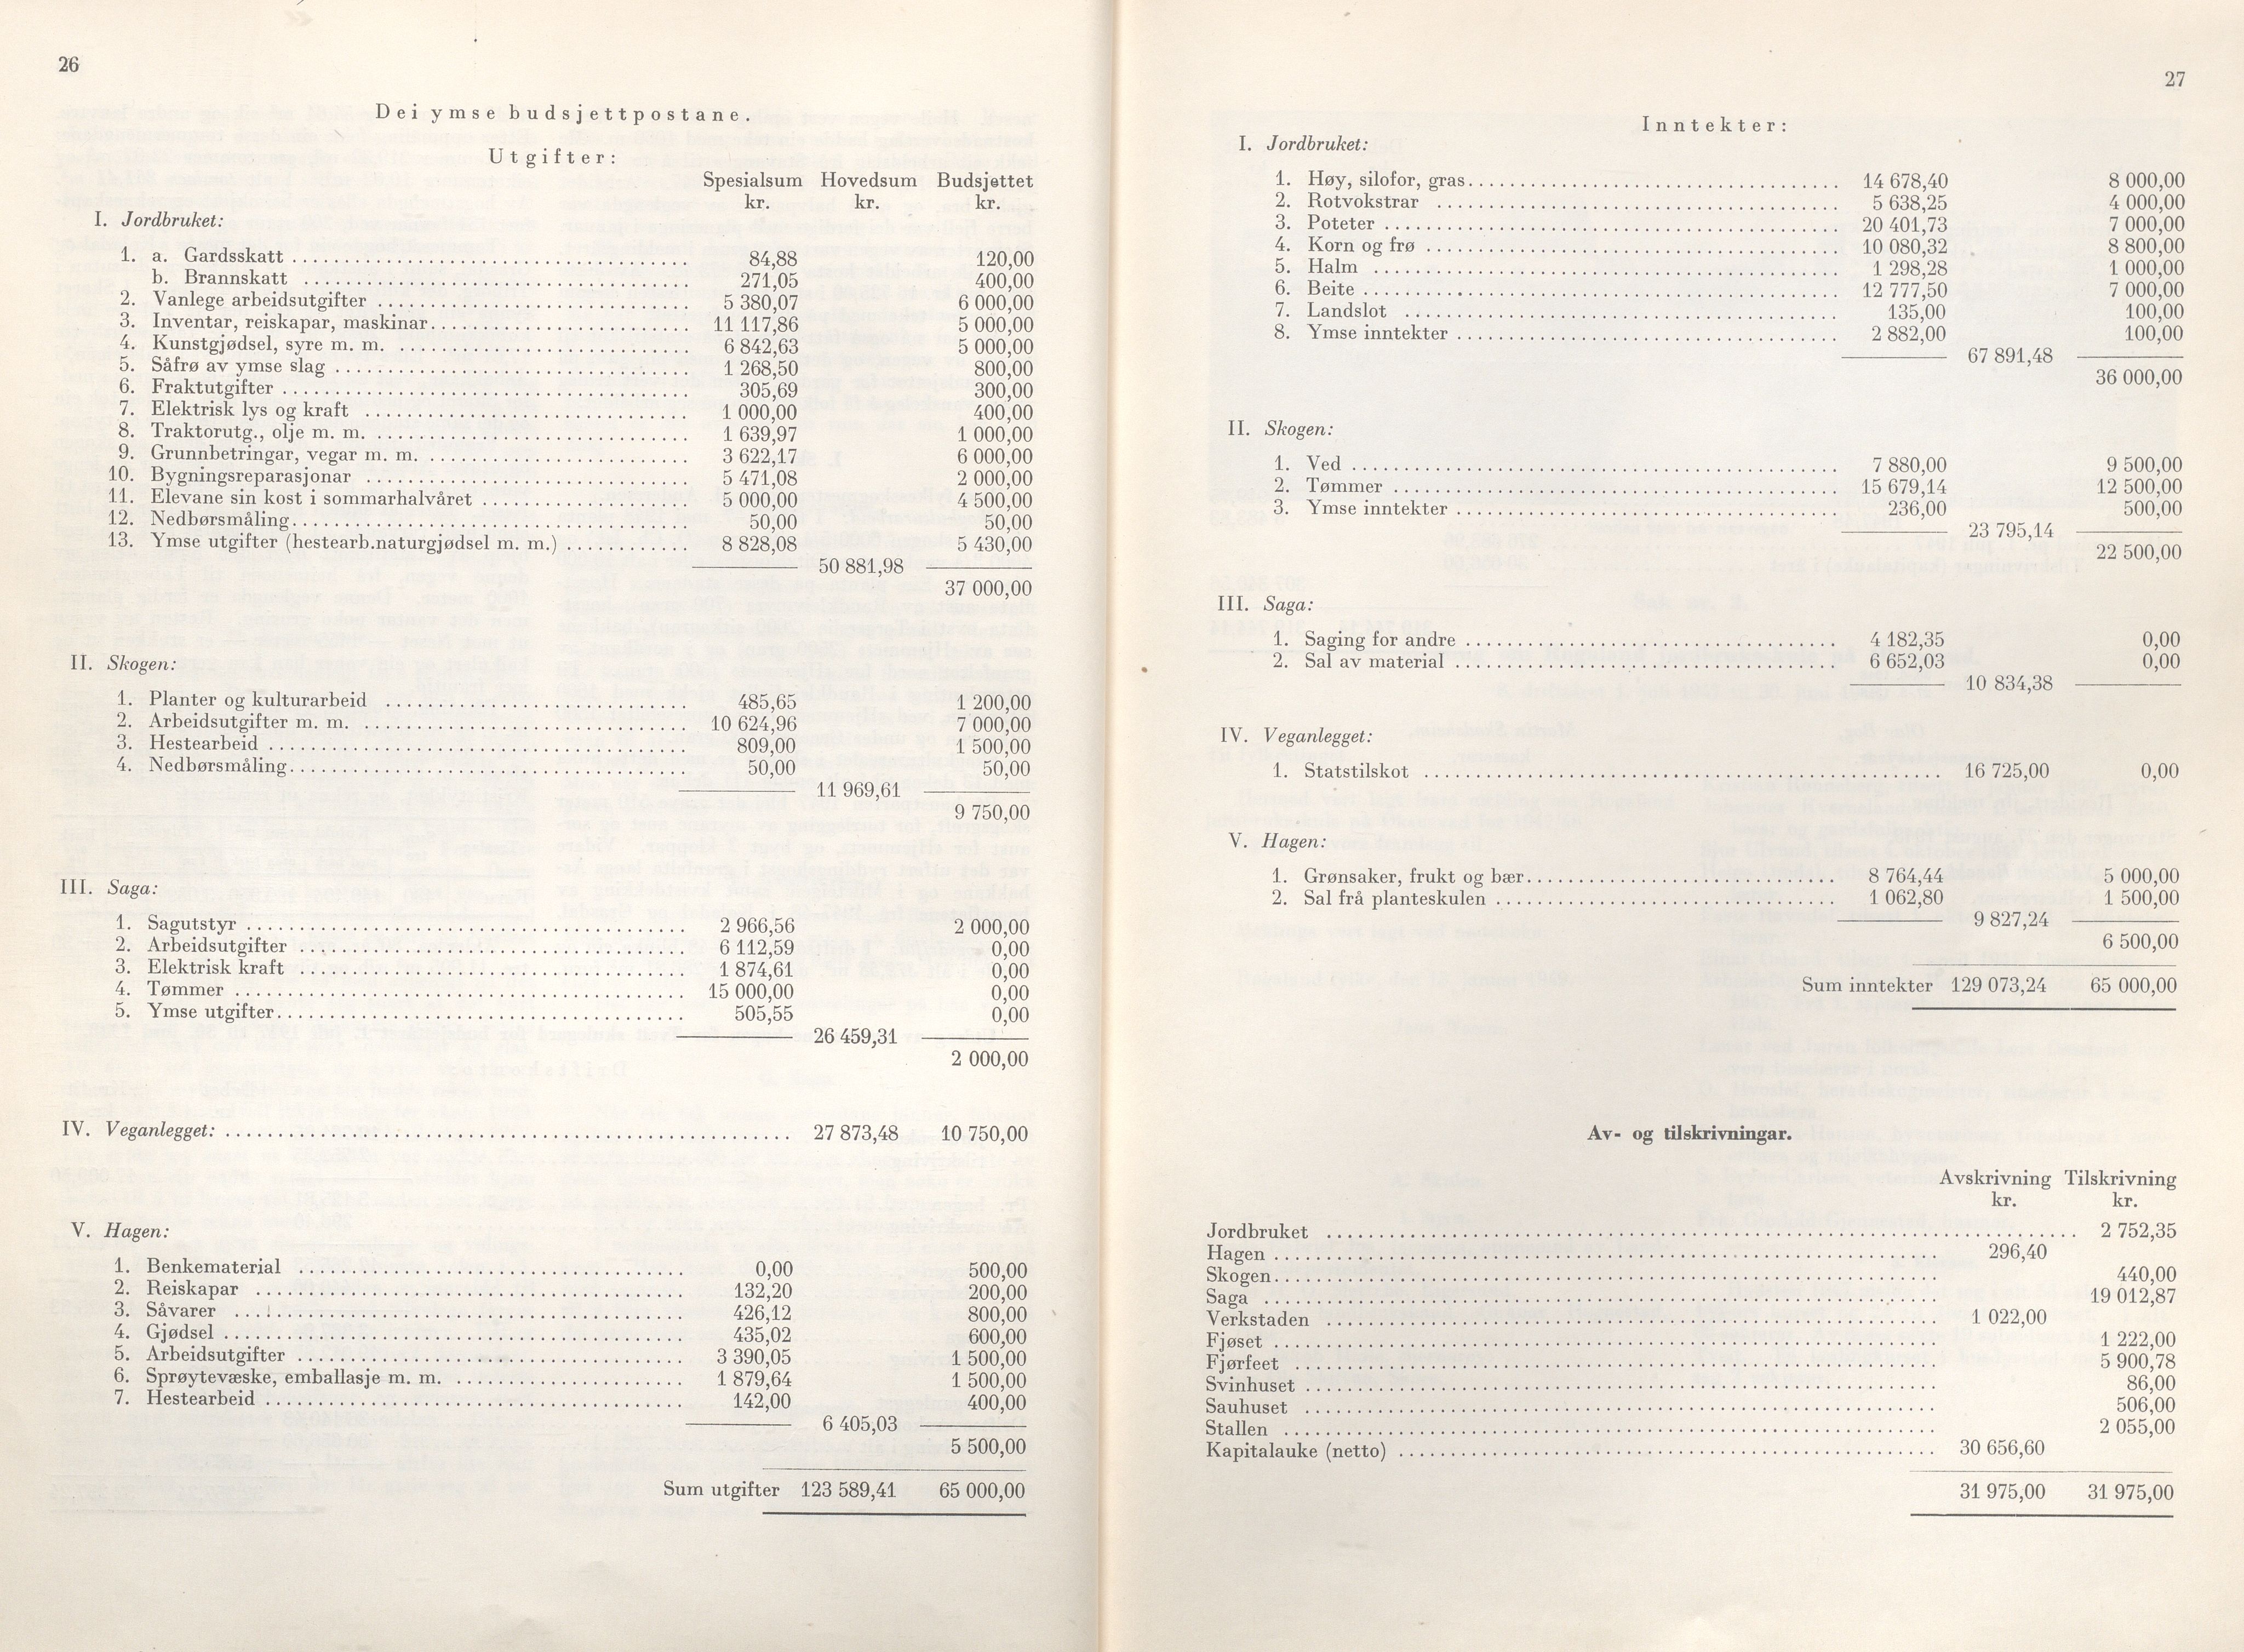 26
Dei ymse budsjettpostane.
Utgifter:
Spesialsum Hovedsum Budsjettet
kr. kr. kr.
I. Jordbruket:
1. a. Gardsskatt 84,88 120,00
b. Brannskatt 271,05 400,00
2. Vanlege arbeidsutgifter 5 380,07 6 000,00
3. Inventar, reiskapar, maskinar 11 117,86 5 000,00
4. Kunstgjødsel, syre m. m. 6 842,63 5 000,00
5. Såfrø av ymse slag 1 268,50 800,00
6. Fraktutgifter 305,69 300,00
7. Elektrisk lys og kraft 1 000,00 400,00
8. Traktorutg., olje m. m. 1 639,97 1 000,00
9. Grunnbetringar, vegar m. m. 3 622,17 6 000,00
10. Bygningsreparasjonar 5 471,08 2 000,00
11. Elevane sin kost i sommarhalvåret 5 000,00 4 500,00
12. Nedbørsmåling 50,00 50,00
13. Ymse utgifter (hestearb.naturgjødsel m. m.) 8 828,08 5 430,00
50 881,98
37 000,00
II. Skogen:
1. Planter og kulturarbeid 485,65 1 200,00
2. Arbeidsutgifter m. m. 10 624,96 7 000,00
3. Hestearbeid 809,00 1 500,00
4. Nedbørsmåling 50,00 50,00
11 969,61
9 750,00
III. Saga:
1. Sagutstyr 2 966,56 2 000,00
2. Arbeidsutgifter 6 112,59 0,00
3. Elektrisk kraft 1 874,61 0,00
4. Tømmer 15 000,00 0,00
5. Ymse utgifter 505,55 0,00
26 459,31
2 000,00
IV. Veganlegget: 27 873,48 10 750,00
V. Hagen:
1. Benkematerial 0,00 500,00
2. Reiskapar 132,20 200,00
3. Såvarer 426,12 800,00
4. Gjødsel 435,02 600,00
5. Arbeidsutgifter 3 390,05 1 500,00
6. Sprøytevæske, emballasje m. m. 1 879,64 1 500,00
7. Hestearbeid 142,00 400,00
6 405,03
5 500,00
Sum utgifter 123 589,41 65 000,00
27
Inntekter:
I. Jordbruket:
1. Høy, silofor, gras 14 678,40 8 000,00
2. Rotvokstrar 5 638,25 4 000,00
3. Poteter 20 401,73 7 000,00
4. Korn og frø 10 080,32 8 800,00
5. Halm 1 298,28 1 000,00
6. Beite 12 777,50 7 000,00
7. Landslot 135,00 100,00
8. Ymse inntekter 2 882,00 100,00
67 891,48
36 000,00
II. Skogen:
1. Ved 7 880,00 9 500,00
2. Tømmer 15 679,14 12 500,00
3. Ymse inntekter 236,00 500,00
23 795,14
22 500,00
III. Saga:
1. Saging for andre 4 182,35 0,00
2. Sal av material 6 652,03 0,00
10 834,38
IV. Veganlegget:
1. Statstilskot 16 725,00 0,00
V. Hagen:
1. Grønsaker, frukt og bær 8 764,44 5 000,00
2. Sal frå planteskulen 1 062,80 1 500,00
9 827,24
6 500,00
Sum inntekter 129 073,24 65 000,00
Av- og tilskrivningar.
Avskrivning Tilskrivning
kr. kr.
Jordbruket 2 752,35
Hagen 296,40
Skogen 440,00
Saga 19 012,87
Verkstaden 1 022,00
Fjøset 1 222,00
Fjørfeet 5 900,78
Svinhuset 86,00
Sauhuset 506,00
Stallen 2 055,00
Kapitalauke (netto) 30 656,60
31 975,00 31 975,00